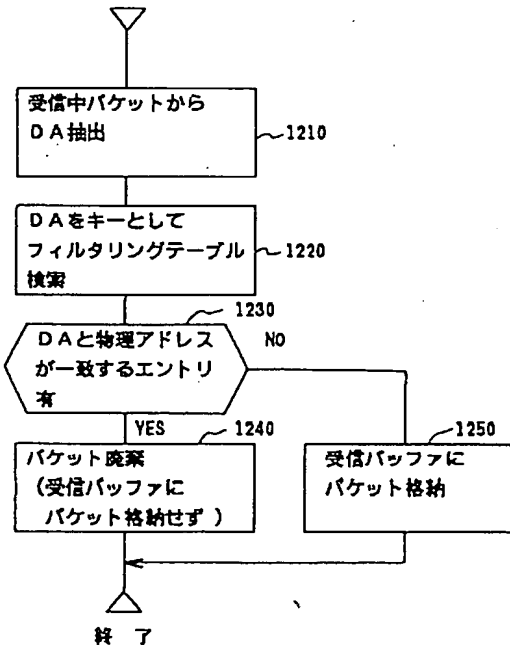 受信中パケットから
DA抽出
1210
DAをキーとして
フィルタリングテーブル
検索
1220
1230
DAと物理アドレス
が一致するエントリ
有
NO
YES
1240
パケット廃棄
(受信バッファに
パケット格納せず)
1250
受信バッファに
パケット格納
終了